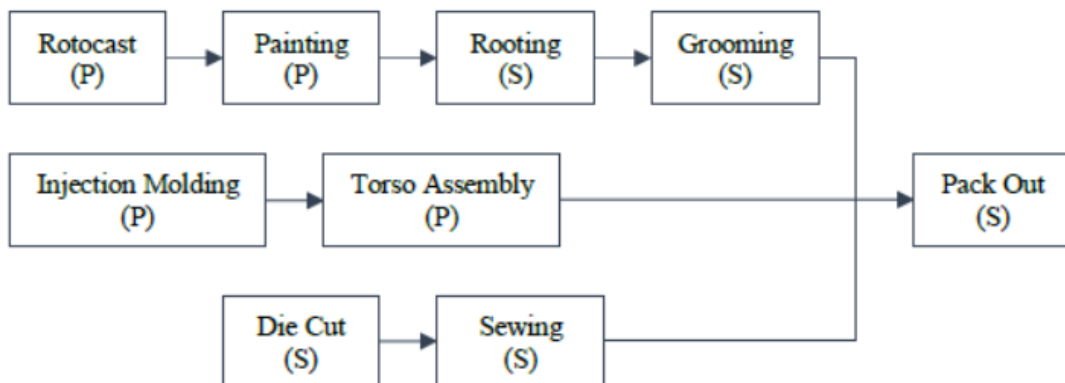 Rotocast
(P)
Painting
(P)
Rooting
(S)
Grooming
(S)
Injection Molding
(P)
Torso Assembly
(P)
Pack Out
(S)
Die Cut
(S)
Sewing
(S)